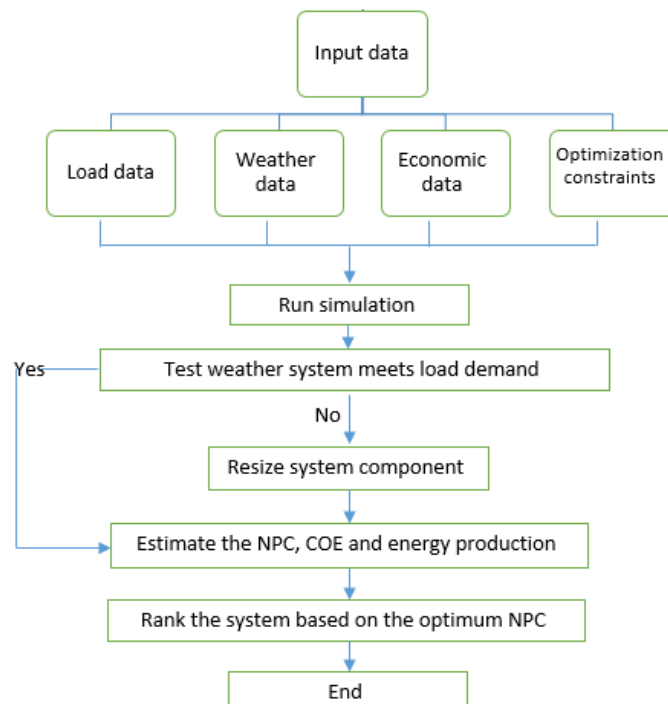 Input data
Load data
Weather
data
Economic
data
Optimization
constraints
Run simulation
Yes
Test weather system meets load demand
No
Resize system component
Estimate the NPC, COE and energy production
Rank the system based on the optimum NPC
End